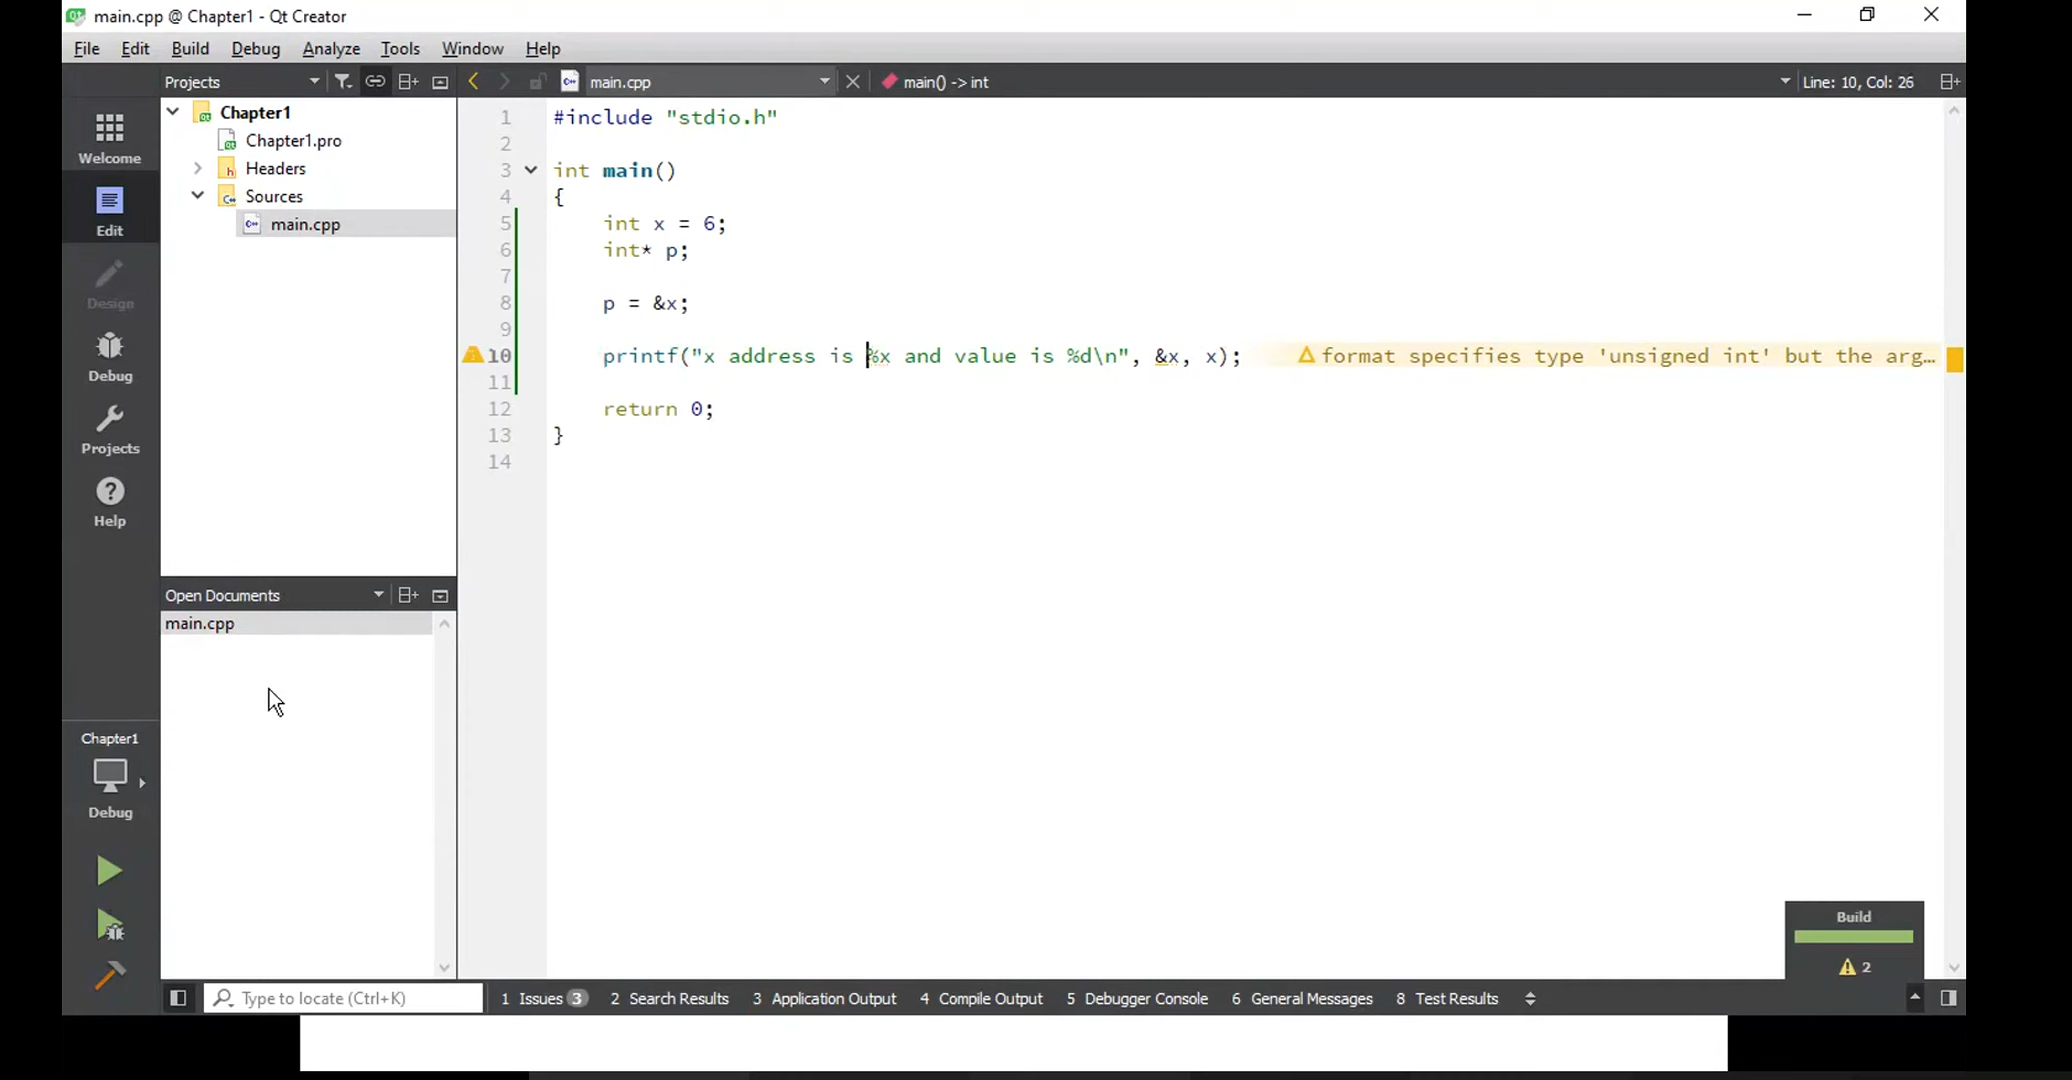 main.cpp @ Chapter1 - Qt Creator
File Edit Build Debug Analyze Tools Window Help
Projects main.cpp main() -> int Line: 10, Col: 26
Chapter1
Chapter1.pro
Headers
Sources
main.cpp
Welcome
Edit
Design
Debug
Projects
Help
1 #include "stdio.h"
2
3 int main()
4 {
5 int x = 6;
6 int* p;
7
8 p = &x;
9
10 printf("x address is %x and value is %d\n", &x, x); format specifies type 'unsigned int' but the arg…
11
12 return 0;
13 }
14
Open Documents
main.cpp
Chapter1
Debug
Build
2
Type to locate (Ctrl+K) 1 Issues 3 2 Search Results 3 Application Output 4 Compile Output 5 Debugger Console 6 General Messages 8 Test Results